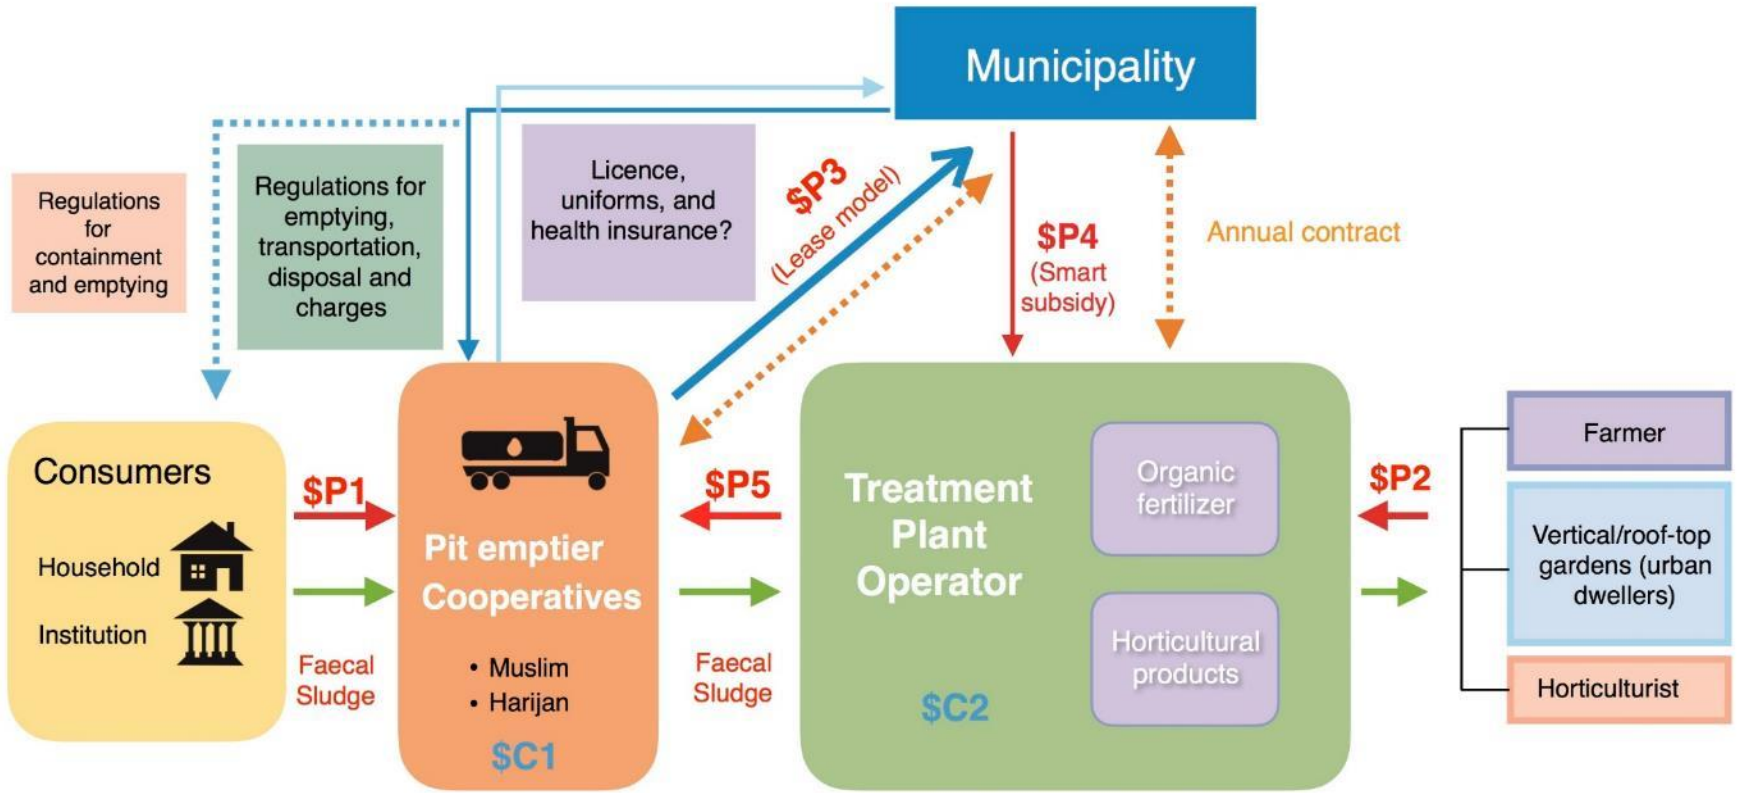 Municipality
Regulations
for
containment
and emptying
Regulations for
emptying,
transportation,
disposal and
charges
Licence,
uniforms, and
health insurance?
$P3
(Lease model)
$P4
(Smart
subsidy)
Annual contract
Consumers
Household
Institution
$P1
Faecal
Sludge
Pit emptier
Cooperatives
• Muslim
• Harijan
$C1
$P5
Faecal
Sludge
Treatment
Plant
Operator
$C2
Organic
fertilizer
Horticultural
products
$P2
Farmer
Vertical/roof-top
gardens (urban
dwellers)
Horticulturist